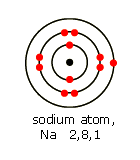 sodium atom,
Na 2,8,1